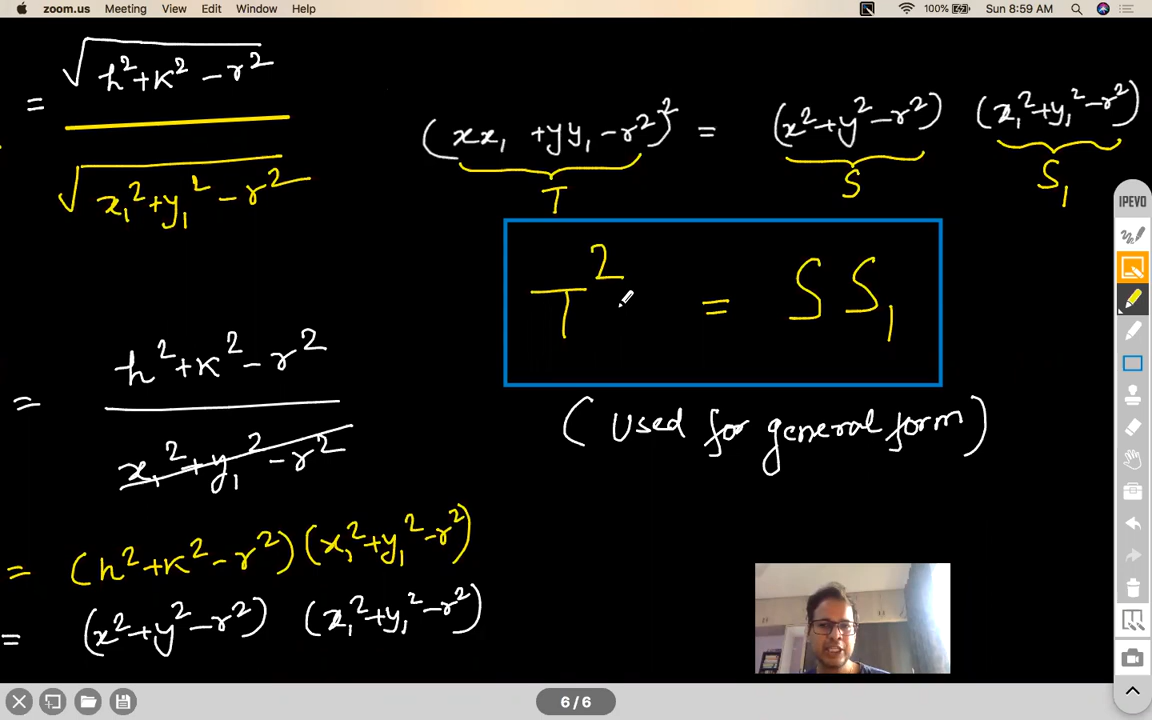 zoom.us Meeting View Edit Window Help 100% Sun 8:59 AM
= √(h²+k²-r²) / √(x₁²+y₁²-r²)
(xx₁ +yy₁ -r²)² = (x²+y²-r²) (x₁²+y₁²-r²)
T S S₁
IPEVO
T² = SS₁
= h²+k²-r² / x₁²+y₁²-r²
(Used for general form)
= (h²+k²-r²)(x₁²+y₁²-r²)
= (x²+y²-r²) (x₁²+y₁²-r²)
6/6